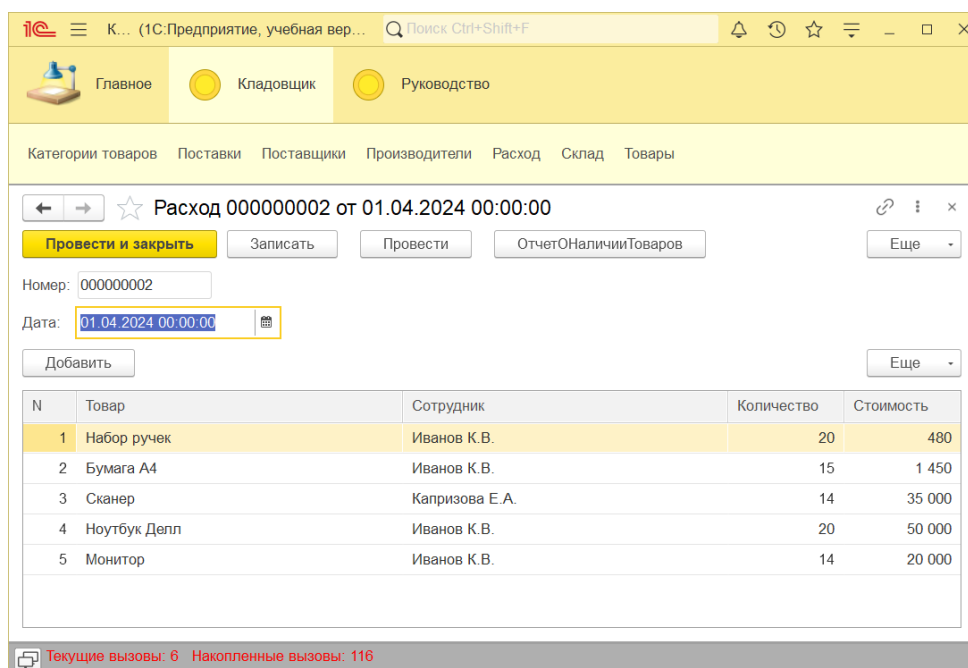 1С К... (1С:Предприятие, учебная вер... Поиск Ctrl+Shift+F
Главное Кладовщик Руководство
Категории товаров Поставки Поставщики Производители Расход Склад Товары
Расход 000000002 от 01.04.2024 00:00:00
Провести и закрыть Записать Провести ОтчетОНаличииТоваров Еще
Номер: 000000002
Дата: 01.04.2024 00:00:00
Добавить Еще
N Товар Сотрудник Количество Стоимость
1 Набор ручек Иванов К.В. 20 480
2 Бумага А4 Иванов К.В. 15 1 450
3 Сканер Капризова Е.А. 14 35 000
4 Ноутбук Делл Иванов К.В. 20 50 000
5 Монитор Иванов К.В. 14 20 000
Текущие вызовы: 6 Накопленные вызовы: 116